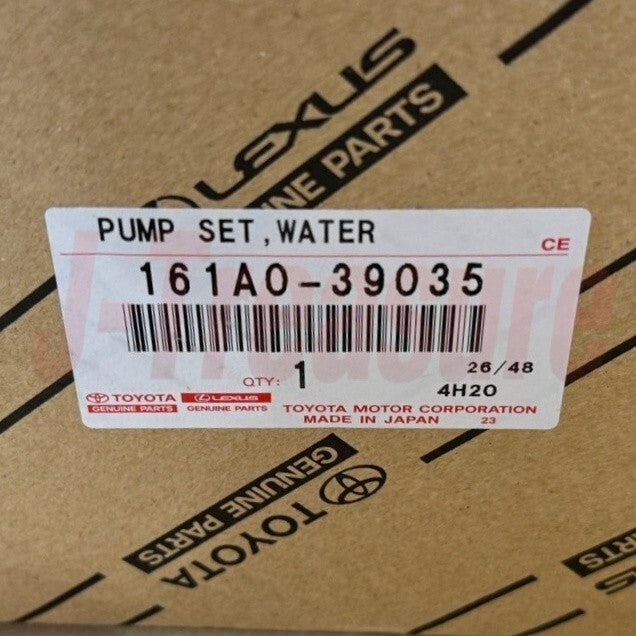 LEXUS
GENUINE PARTS
PUMP SET,WATER
CE
161A0-39035
J-Treasure
QTY: 1
26/48
4H20
TOYOTA
GENUINE PARTS
LEXUS
GENUINE PARTS
TOYOTA MOTOR CORPORATION
MADE IN JAPAN 23
GENUINE PARTS
TOYOTA